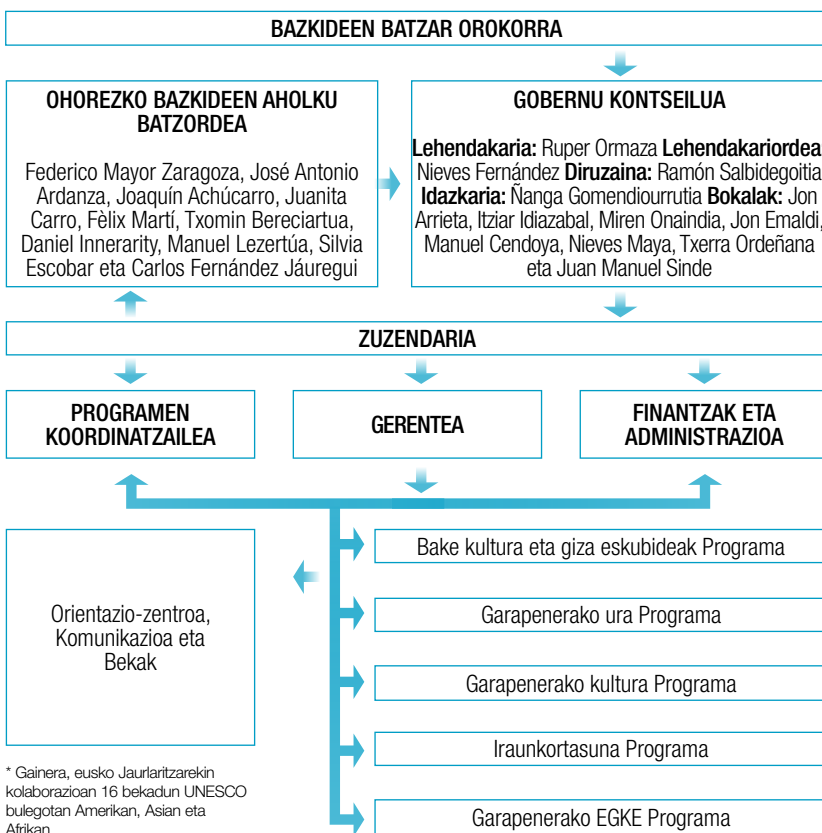 BAZKIDEEN BATZAR OROKORRA
OHOREZKO BAZKIDEEN AHOLKU
BATZORDEA
Federico Mayor Zaragoza, José Antonio
Ardanza, Joaquín Achúcarro, Juanita
Carro, Fèlix Martí, Txomin Bereciartua,
Daniel Innerarity, Manuel Lezertúa, Silvia
Escobar eta Carlos Fernández Jáuregui
GOBERNU KONTSEILUA
Lehendakaria: Ruper Ormaza Lehendakariordea
Nieves Fernández Diruzaina: Ramón Salbidegoitia
Idazkaria: Ñanga Gomendiourrutia Bokalak: Jon
Arrieta, Itziar Idiazabal, Miren Onaindia, Jon Emaldi,
Manuel Cendoya, Nieves Maya, Txerra Ordeñana
eta Juan Manuel Sinde
ZUZENDARIA
PROGRAMEN
KOORDINATZAILEA
GERENTEA
FINANTZAK ETA
ADMINISTRAZIOA
Orientazio-zentroa,
Komunikazioa eta
Bekak
Bake kultura eta giza eskubideak Programa
Garapenerako ura Programa
Garapenerako kultura Programa
Iraunkortasuna Programa
Garapenerako EGKE Programa
* Gainera, eusko Jaurlaritzarekin
kolaborazioan 16 bekadun UNESCO
bulegotan Amerikan, Asian eta
Afrikan